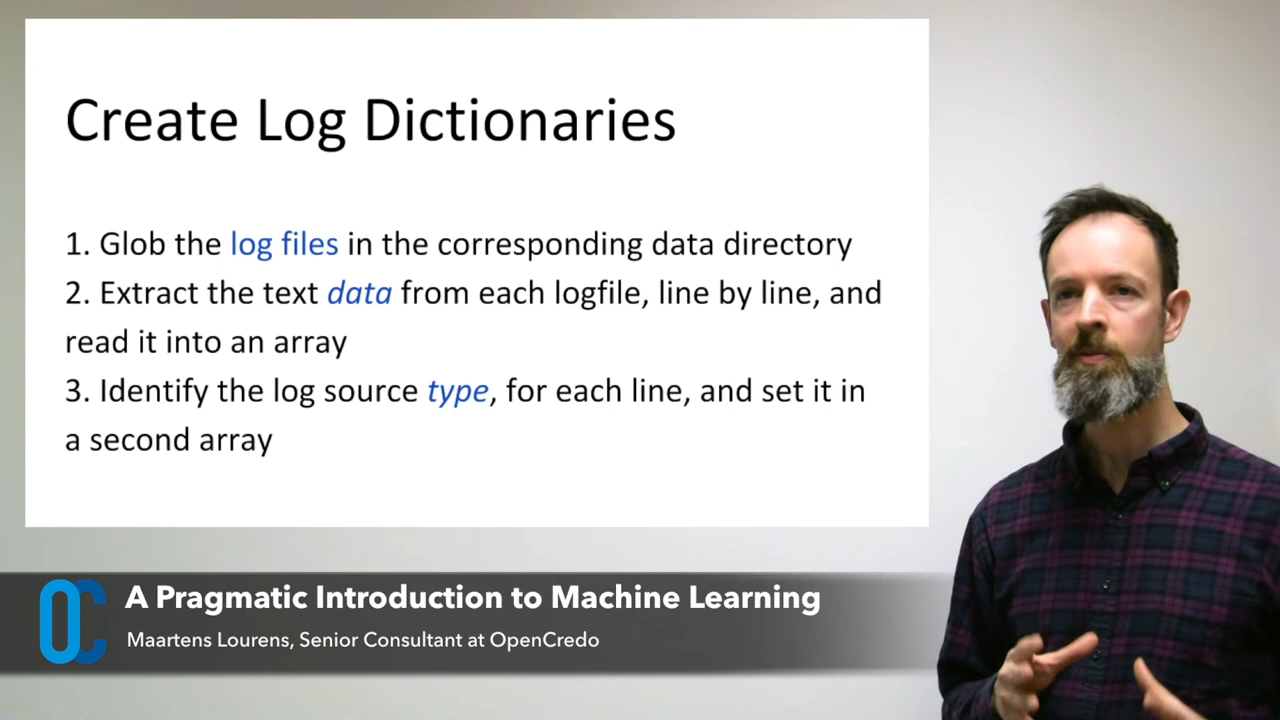 Create Log Dictionaries
1. Glob the log files in the corresponding data directory
2. Extract the text data from each logfile, line by line, and
read it into an array
3. Identify the log source type, for each line, and set it in
a second array
OC
A Pragmatic Introduction to Machine Learning
Maartens Lourens, Senior Consultant at OpenCredo